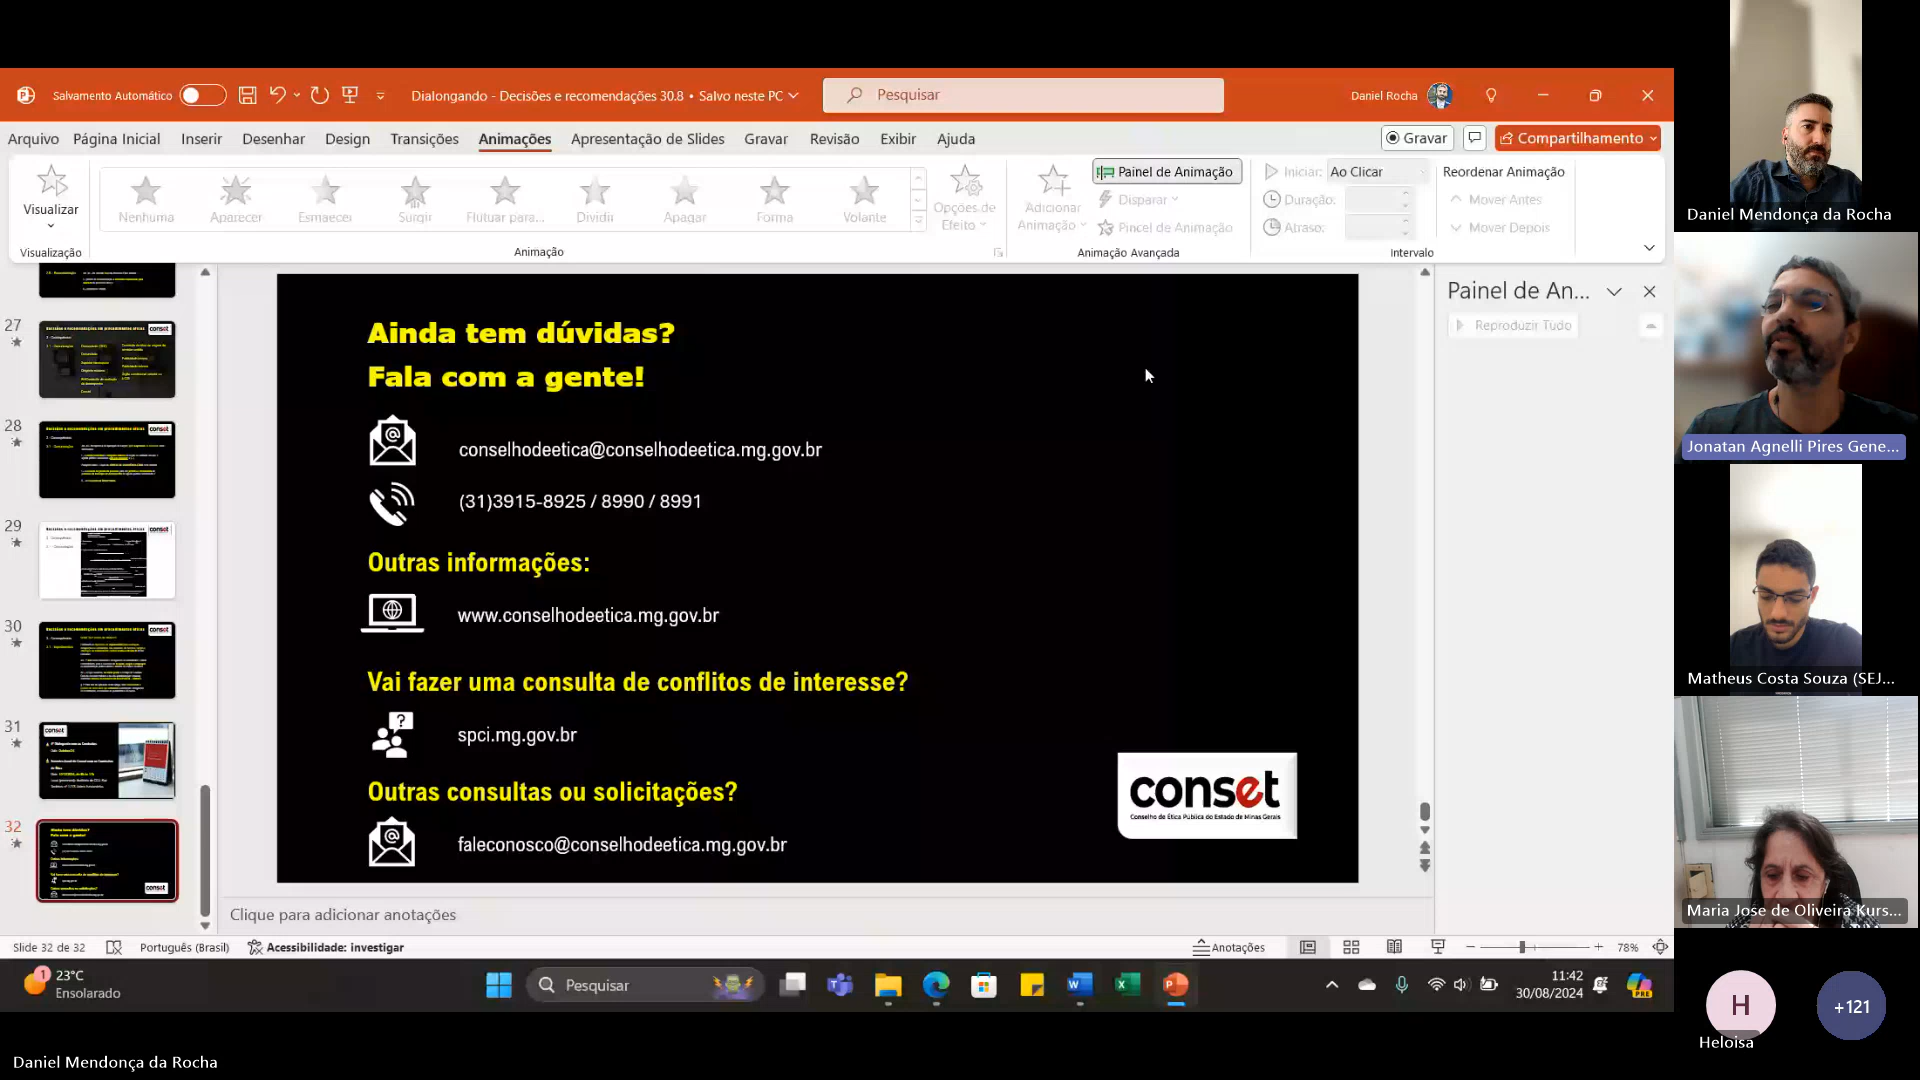 Salvamento Automático
Dialongando - Decisões e recomendações 30.8 • Salvo neste PC
Pesquisar
Daniel Rocha
Arquivo Página Inicial Inserir Desenhar Design Transições Animações Apresentação de Slides Gravar Revisão Exibir Ajuda
Gravar
Compartilhamento
Visualizar
Nenhuma Aparecer Esmaecer Surgir Flutuar para... Dividir Apagar Forma Volante
Opções de Efeito
Adicionar Animação
Painel de Animação
Disparar
Pincel de Animação
Iniciar: Ao Clicar
Duração:
Atraso:
Reordenar Animação
Mover Antes
Mover Depois
Visualização
Animação
Animação Avançada
Intervalo
27
28
29
30
31
32
conset
Ainda tem dúvidas?
Fala com a gente!
conselhodeetica@conselhodeetica.mg.gov.br
(31)3915-8925 / 8990 / 8991
Outras informações:
www.conselhodeetica.mg.gov.br
Vai fazer uma consulta de conflitos de interesse?
spci.mg.gov.br
Outras consultas ou solicitações?
faleconosco@conselhodeetica.mg.gov.br
conset
Conselho de Ética Pública do Estado de Minas Gerais
Painel de An...
Reproduzir Tudo
Clique para adicionar anotações
Slide 32 de 32
Português (Brasil)
Acessibilidade: investigar
Anotações
78%
1
23°C
Ensolarado
Pesquisar
11:42
30/08/2024
Daniel Mendonça da Rocha
Jonatan Agnelli Pires Gene...
Matheus Costa Souza (SEJ...
Maria Jose de Oliveira Kurs...
H
Heloisa
+121
Daniel Mendonça da Rocha